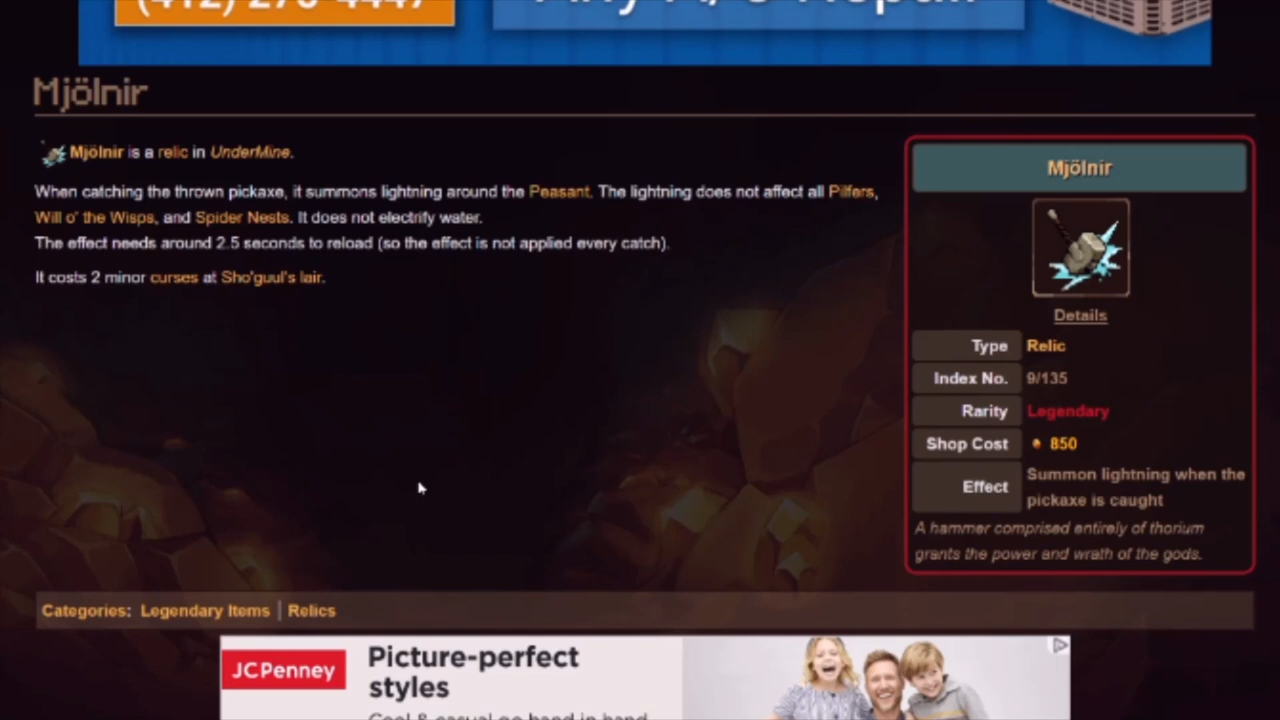 Mjölnir
Mjölnir is a relic in UnderMine.
When catching the thrown pickaxe, it summons lightning around the Peasant. The lightning does not affect all Pilfers,
Will o' the Wisps, and Spider Nests. It does not electrify water.
The effect needs around 2.5 seconds to reload (so the effect is not applied every catch).
It costs 2 minor curses at Sho'guul's lair.
Mjölnir
Details
Type Relic
Index No. 9/135
Rarity Legendary
Shop Cost 850
Effect Summon lightning when the
pickaxe is caught
A hammer comprised entirely of thorium
grants the power and wrath of the gods.
Categories: Legendary Items | Relics
JCPenney
Picture-perfect
styles